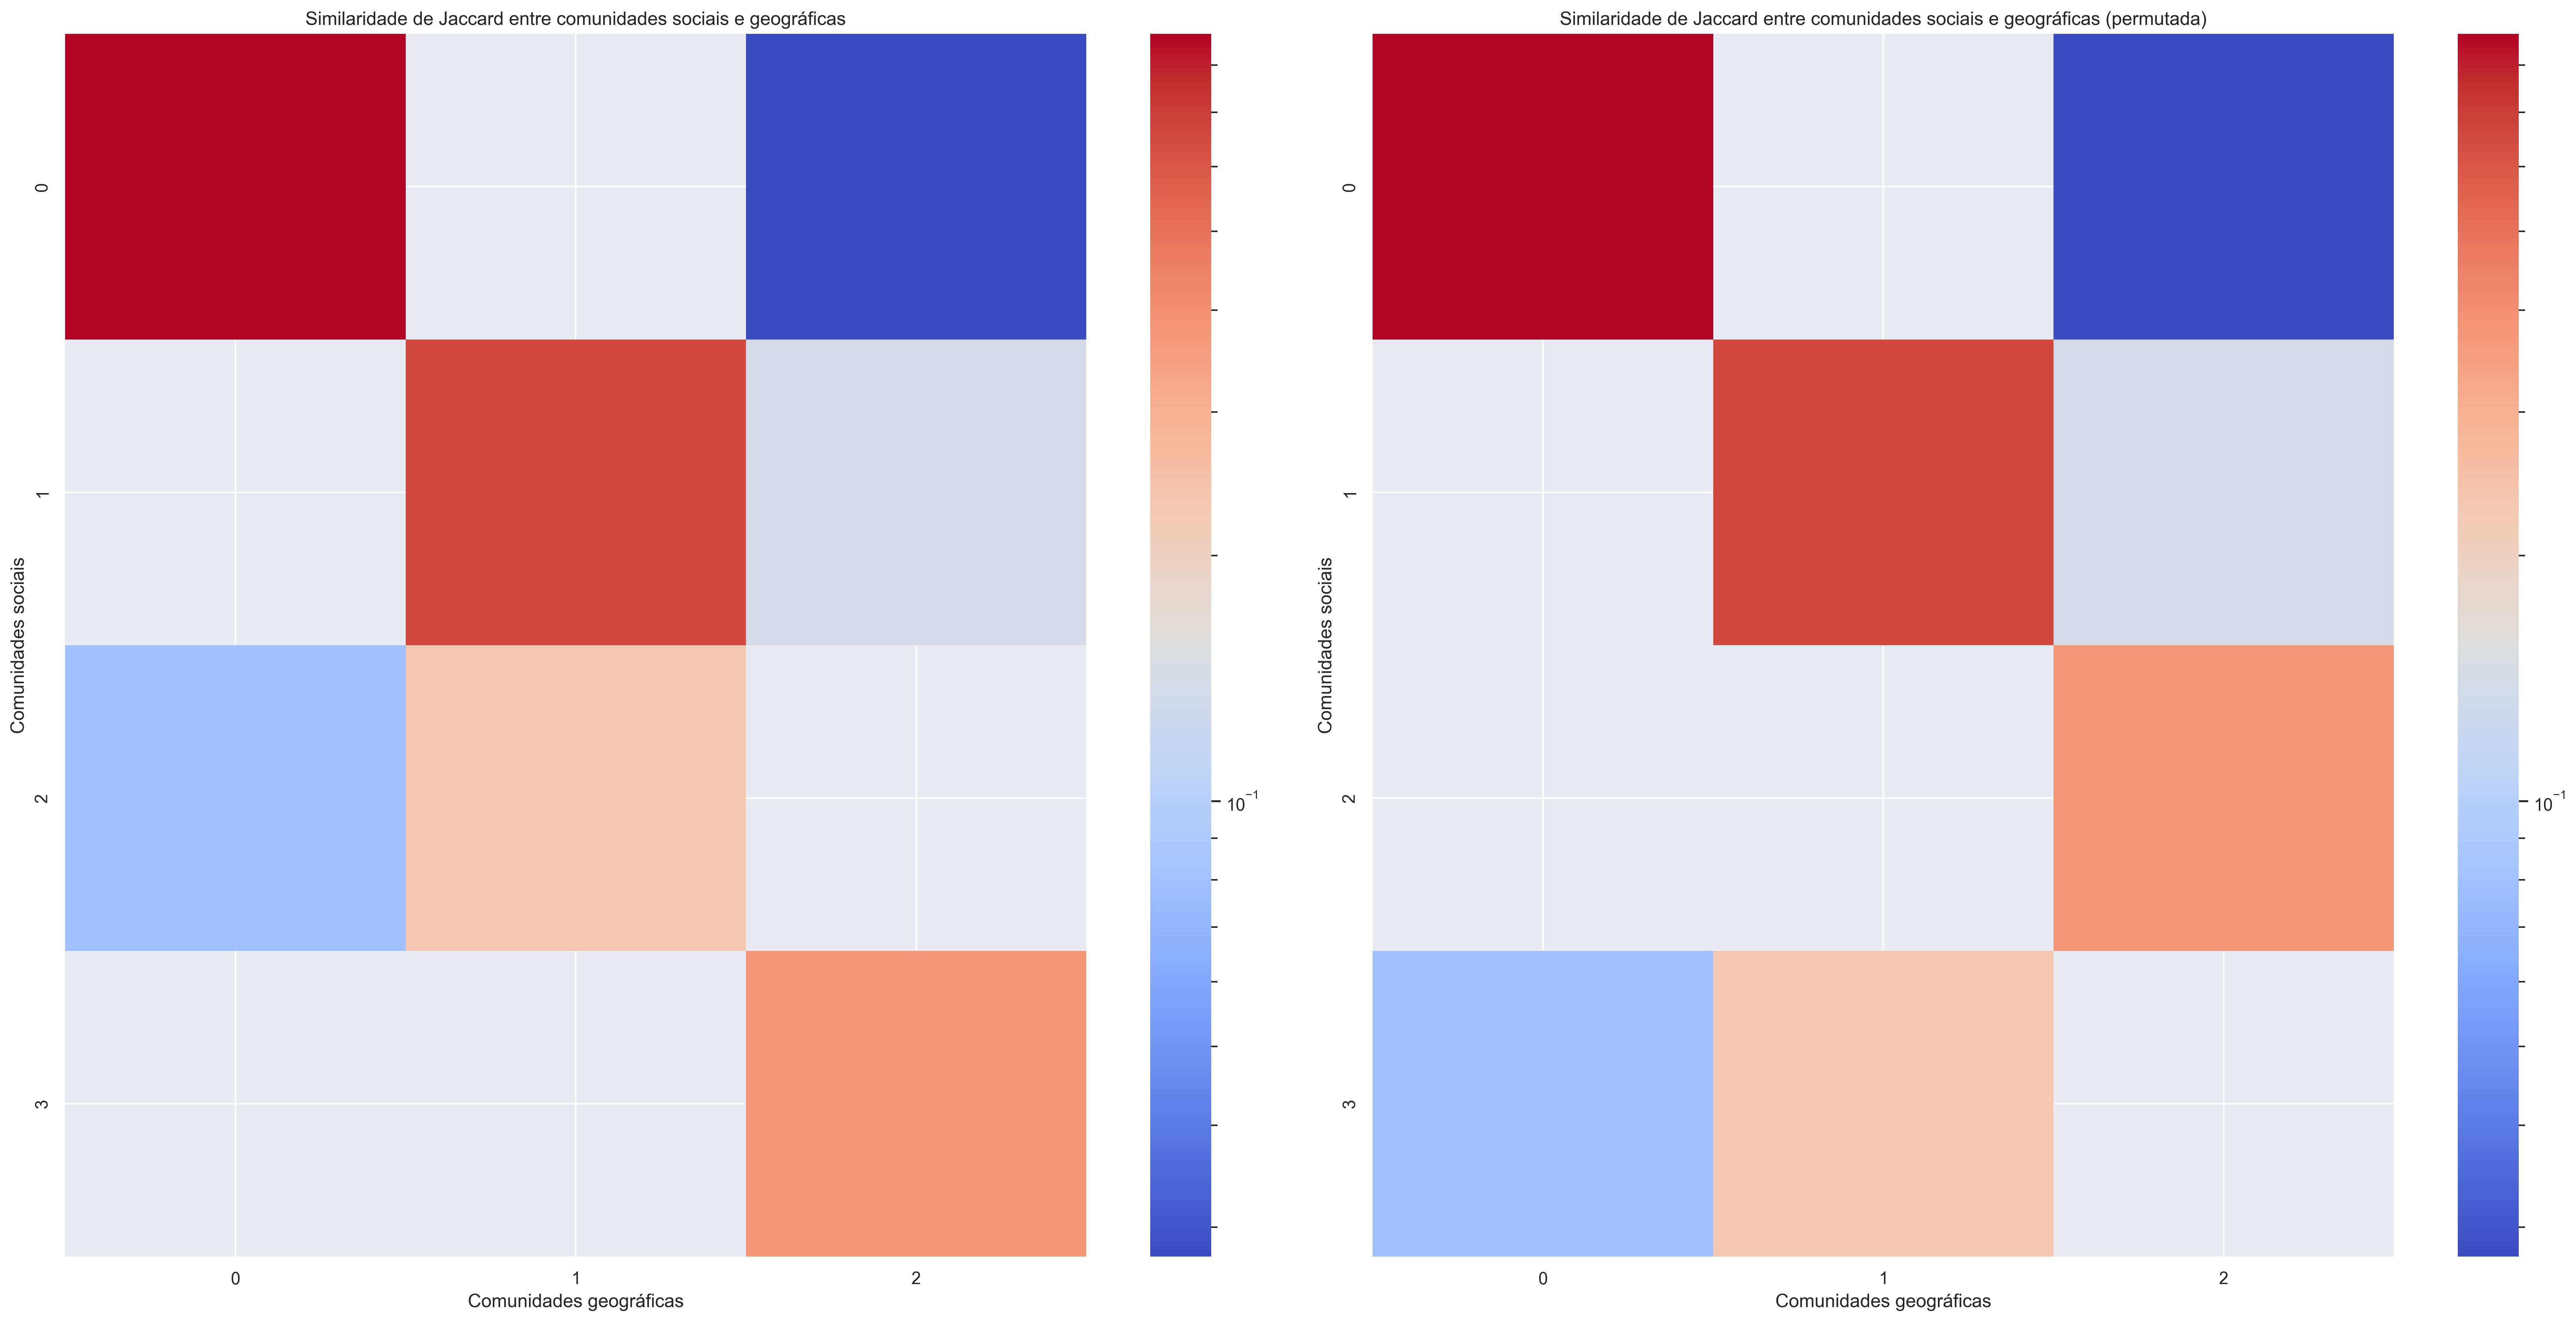 Similaridade de Jaccard entre comunidades sociais e geográficas
Comunidades sociais
0
1
2
3
0 1 2
Comunidades geográficas
10⁻¹
Similaridade de Jaccard entre comunidades sociais e geográficas (permutada)
Comunidades sociais
0
1
2
3
0 1 2
Comunidades geográficas
10⁻¹